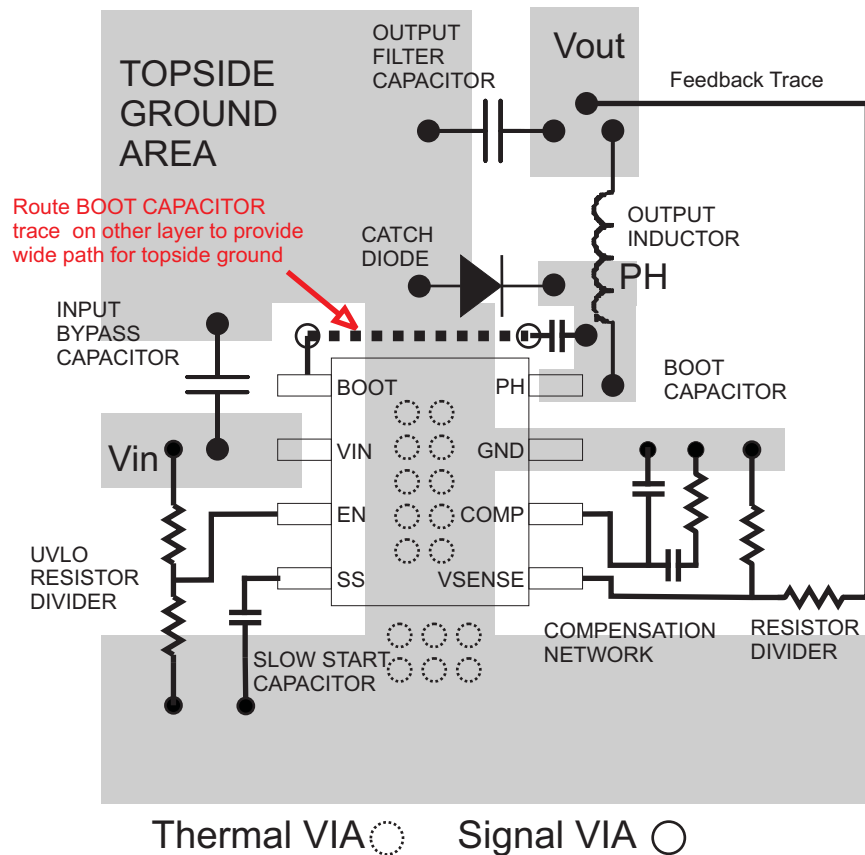 TOPSIDE
GROUND
AREA
OUTPUT
FILTER
CAPACITOR
Vout
Feedback Trace
Route BOOT CAPACITOR
trace on other layer to provide
wide path for topside ground
CATCH
DIODE
OUTPUT
INDUCTOR
PH
INPUT
BYPASS
CAPACITOR
BOOT
CAPACITOR
BOOT
PH
Vin
VIN
GND
EN
COMP
SS
VSENSE
UVLO
RESISTOR
DIVIDER
SLOW START
CAPACITOR
COMPENSATION
NETWORK
RESISTOR
DIVIDER
Thermal VIA
Signal VIA